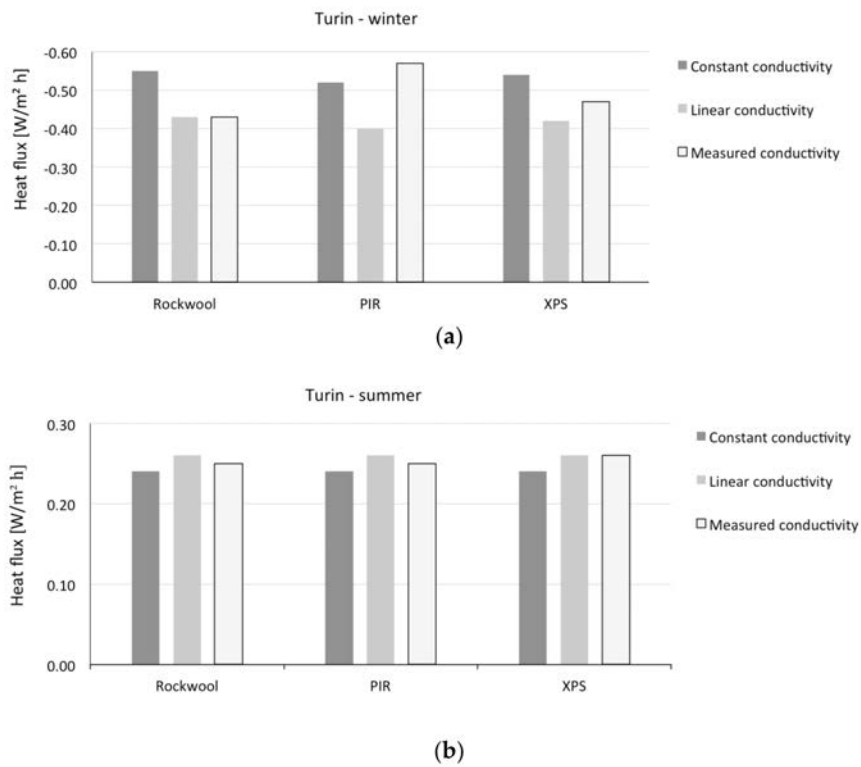 Turin - winter
-0.60
-0.50
-0.40
-0.30
-0.20
-0.10
0.00
Heat flux [W/m² h]
Rockwool PIR XPS
Constant conductivity
Linear conductivity
Measured conductivity
(a)
Turin - summer
0.30
0.20
0.10
0.00
Heat flux [W/m² h]
Rockwool PIR XPS
Constant conductivity
Linear conductivity
Measured conductivity
(b)